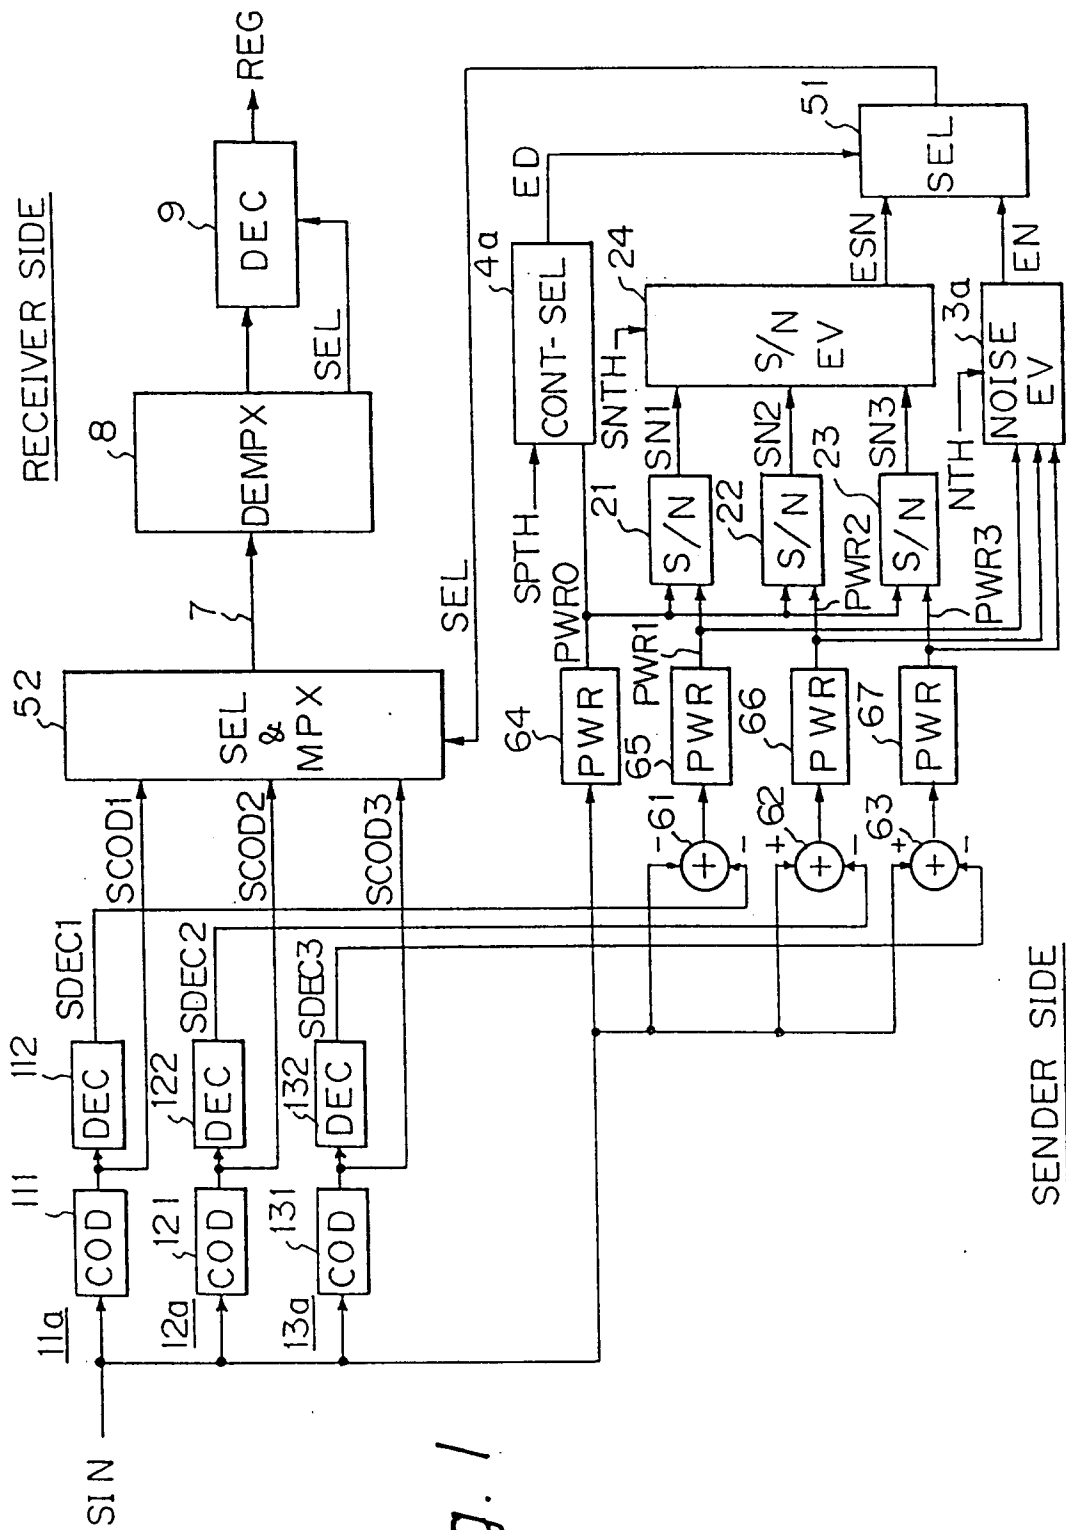 RECEIVER SIDE
52
7
8
9
SEL
&
MPX
DEMPX
DEC
REG
SEL
SCOD1
SCOD2
SCOD3
SEL
11a
111
COD
112
DEC
SDEC1
12a
121
COD
122
DEC
SDEC2
13a
131
COD
132
DEC
SDEC3
SIN
64
PWR
PWR0
SPTH
4a
CONT-SEL
ED
51
SEL
61
-
-
65
PWR
PWR1
21
S/N
SN1
SNTH
24
S/N
EV
ESN
62
+
-
66
PWR
PWR2
22
S/N
SN2
63
+
-
67
PWR
PWR3
23
S/N
SN3
NTH
3a
NOISE
EV
EN
+
+
+
SENDER SIDE
g. 1